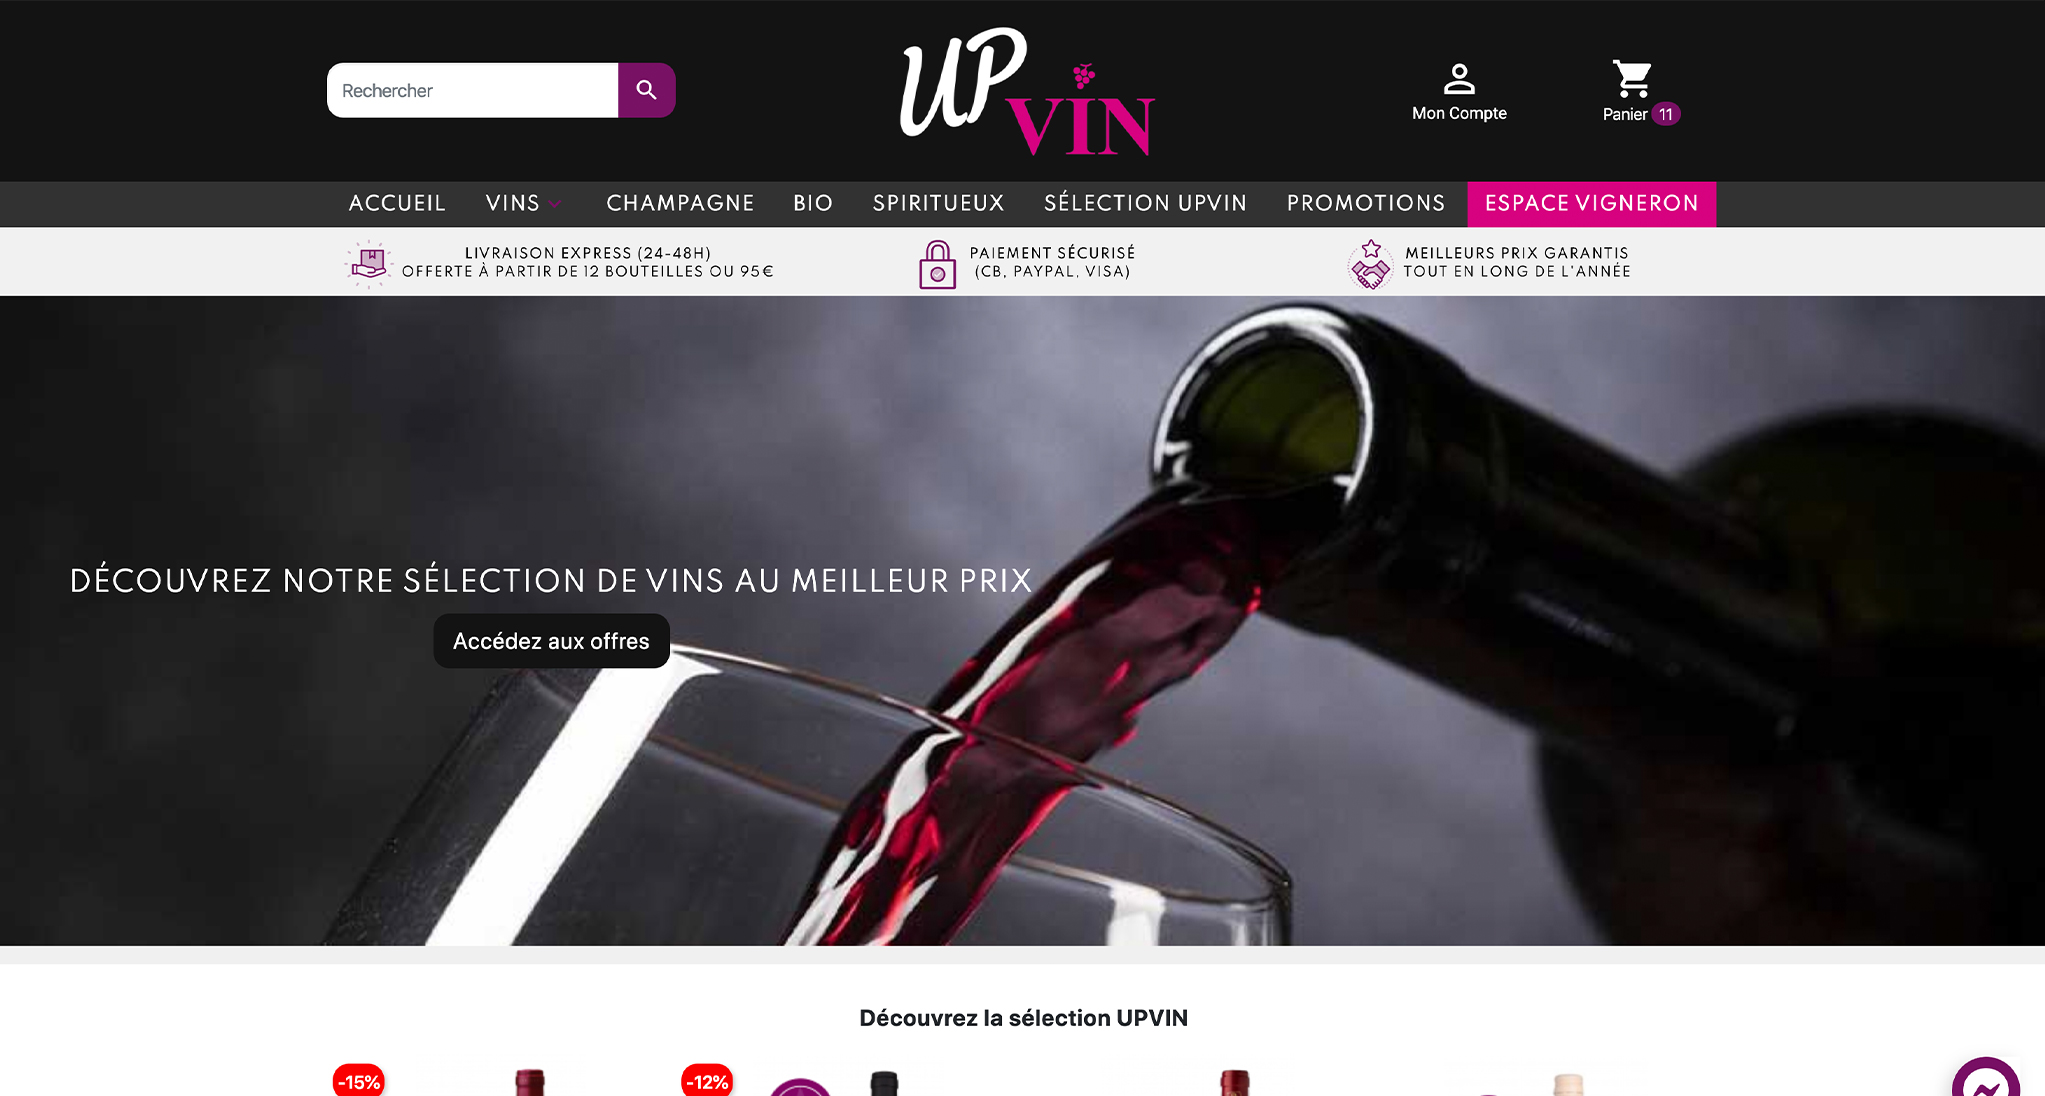 Rechercher
UP
VIN
Mon Compte
Panier 11
ACCUEIL VINS CHAMPAGNE BIO SPIRITUEUX SÉLECTION UPVIN PROMOTIONS ESPACE VIGNERON
LIVRAISON EXPRESS (24-48H)
OFFERTE À PARTIR DE 12 BOUTEILLES OU 95€
PAIEMENT SÉCURISÉ
(CB, PAYPAL, VISA)
MEILLEURS PRIX GARANTIS
TOUT EN LONG DE L'ANNÉE
DÉCOUVREZ NOTRE SÉLECTION DE VINS AU MEILLEUR PRIX
Accédez aux offres
Découvrez la sélection UPVIN
-15%
-12%